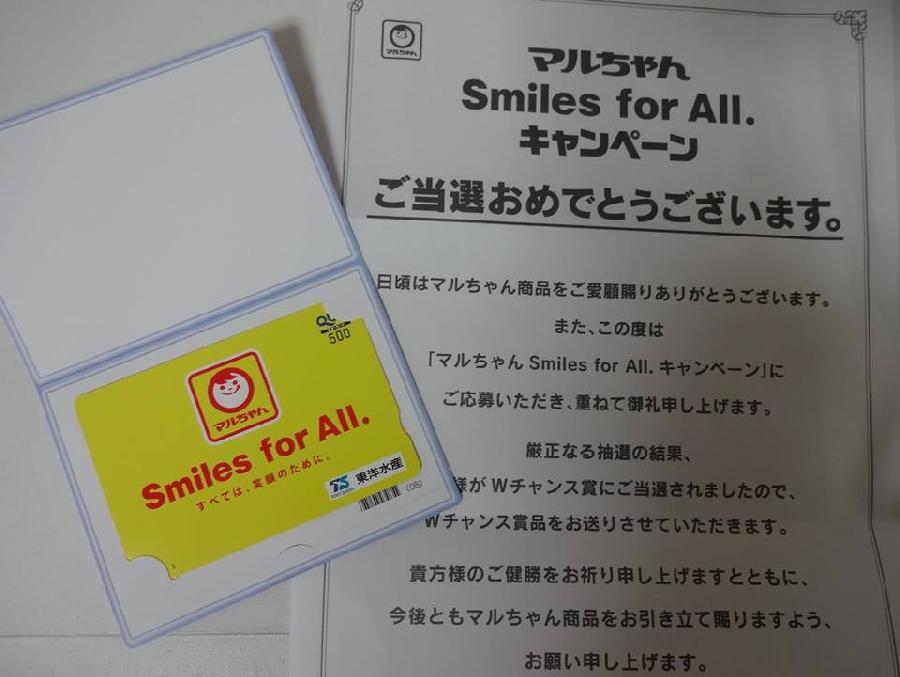 マルちゃん
マルちゃん
Smiles for All.
キャンペーン
ご当選おめでとうございます。
日頃はマルちゃん商品をご愛顧賜りありがとうございます。
また、この度は
「マルちゃん Smiles for All. キャンペーン」に
ご応募いただき、重ねて御礼申し上げます。
厳正なる抽選の結果、
様が Wチャンス賞にご当選されましたので、
Wチャンス賞品をお送りさせていただきます。
貴方様のご健勝をお祈り申し上げますとともに、
今後ともマルちゃん商品をお引き立て賜りますよう、
お願い申し上げます。
500
マルちゃん
Smiles for All.
すべては、笑顔のために。
東洋水産
(08)